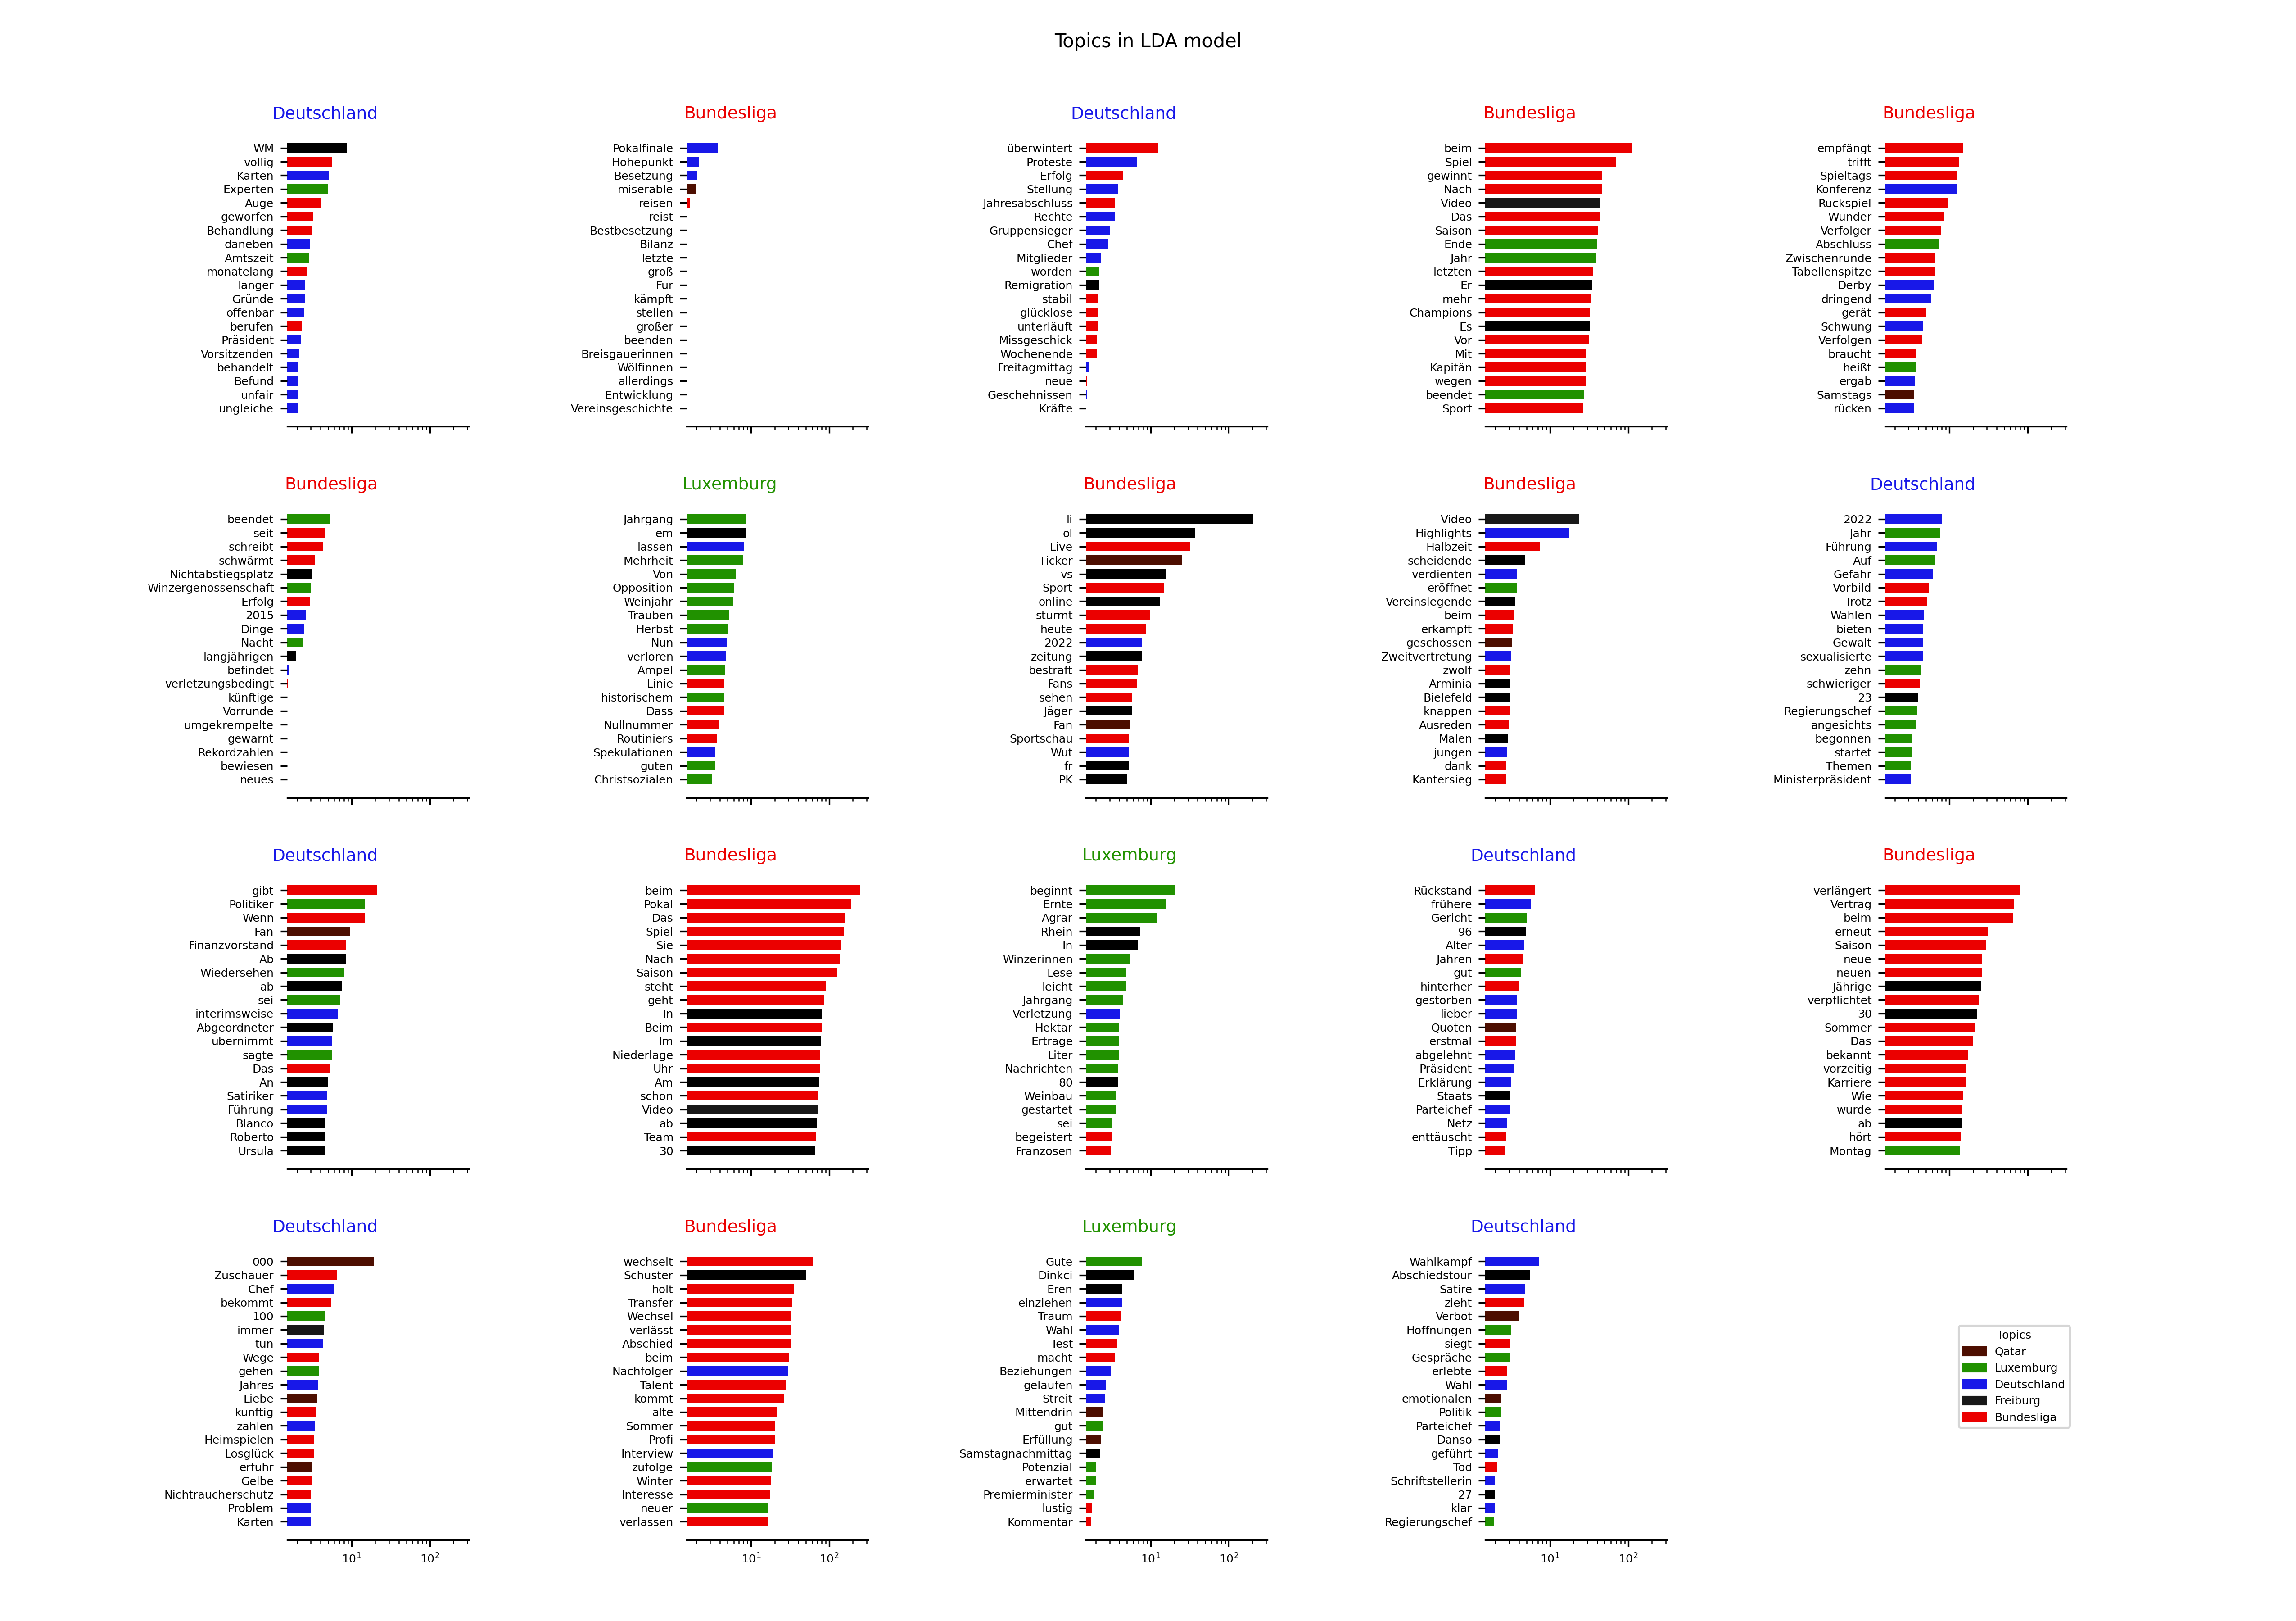 Topics in LDA model
Deutschland
WM
völlig
Karten
Experten
Auge
geworfen
Behandlung
daneben
Amtszeit
monatelang
länger
Gründe
offenbar
berufen
Präsident
Vorsitzenden
behandelt
Befund
unfair
ungleiche
Bundesliga
Pokalfinale
Höhepunkt
Besetzung
miserable
reisen
reist
Bestbesetzung
Bilanz
letzte
groß
Für
kämpft
stellen
großer
beenden
Breisgauerinnen
Wölfinnen
allerdings
Entwicklung
Vereinsgeschichte
Deutschland
überwintert
Proteste
Erfolg
Stellung
Jahresabschluss
Rechte
Gruppensieger
Chef
Mitglieder
worden
Remigration
stabil
glücklose
unterläuft
Missgeschick
Wochenende
Freitagmittag
neue
Geschehnissen
Kräfte
Bundesliga
beim
Spiel
gewinnt
Nach
Video
Das
Saison
Ende
Jahr
letzten
Er
mehr
Champions
Es
Vor
Mit
Kapitän
wegen
beendet
Sport
Bundesliga
empfängt
trifft
Spieltags
Konferenz
Rückspiel
Wunder
Verfolger
Abschluss
Zwischenrunde
Tabellenspitze
Derby
dringend
gerät
Schwung
Verfolgen
braucht
heißt
ergab
Samstags
rücken
Bundesliga
beendet
seit
schreibt
schwärmt
Nichtabstiegsplatz
Winzergenossenschaft
Erfolg
2015
Dinge
Nacht
langjährigen
befindet
verletzungsbedingt
künftige
Vorrunde
umgekrempelte
gewarnt
Rekordzahlen
bewiesen
neues
Luxemburg
Jahrgang
em
lassen
Mehrheit
Von
Opposition
Weinjahr
Trauben
Herbst
Nun
verloren
Ampel
Linie
historischem
Dass
Nullnummer
Routiniers
Spekulationen
guten
Christsozialen
Bundesliga
li
ol
Live
Ticker
vs
Sport
online
stürmt
heute
2022
zeitung
bestraft
Fans
sehen
Jäger
Fan
Sportschau
Wut
fr
PK
Bundesliga
Video
Highlights
Halbzeit
scheidende
verdienten
eröffnet
Vereinslegende
beim
erkämpft
geschossen
Zweitvertretung
zwölf
Arminia
Bielefeld
knappen
Ausreden
Malen
jungen
dank
Kantersieg
Deutschland
2022
Jahr
Führung
Auf
Gefahr
Vorbild
Trotz
Wahlen
bieten
Gewalt
sexualisierte
zehn
schwieriger
23
Regierungschef
angesichts
begonnen
startet
Themen
Ministerpräsident
Deutschland
gibt
Politiker
Wenn
Fan
Finanzvorstand
Ab
Wiedersehen
ab
sei
interimsweise
Abgeordneter
übernimmt
sagte
Das
An
Satiriker
Führung
Blanco
Roberto
Ursula
Bundesliga
beim
Pokal
Das
Spiel
Sie
Nach
Saison
steht
geht
In
Beim
Im
Niederlage
Uhr
Am
schon
Video
ab
Team
30
Luxemburg
beginnt
Ernte
Agrar
Rhein
In
Winzerinnen
Lese
leicht
Jahrgang
Verletzung
Hektar
Erträge
Liter
Nachrichten
80
Weinbau
gestartet
sei
begeistert
Franzosen
Deutschland
Rückstand
frühere
Gericht
96
Alter
Jahren
gut
hinterher
gestorben
lieber
Quoten
erstmal
abgelehnt
Präsident
Erklärung
Staats
Parteichef
Netz
enttäuscht
Tipp
Bundesliga
verlängert
Vertrag
beim
erneut
Saison
neue
neuen
Jährige
verpflichtet
30
Sommer
Das
bekannt
vorzeitig
Karriere
Wie
wurde
ab
hört
Montag
Deutschland
000
Zuschauer
Chef
bekommt
100
immer
tun
Wege
gehen
Jahres
Liebe
künftig
zahlen
Heimspielen
Losglück
erfuhr
Gelbe
Nichtraucherschutz
Problem
Karten
10¹ 10²
Bundesliga
wechselt
Schuster
holt
Transfer
Wechsel
verlässt
Abschied
beim
Nachfolger
Talent
kommt
alte
Sommer
Profi
Interview
zufolge
Winter
Interesse
neuer
verlassen
10¹ 10²
Luxemburg
Gute
Dinkci
Eren
einziehen
Traum
Wahl
Test
macht
Beziehungen
gelaufen
Streit
Mittendrin
gut
Erfüllung
Samstagnachmittag
Potenzial
erwartet
Premierminister
lustig
Kommentar
10¹ 10²
Deutschland
Wahlkampf
Abschiedstour
Satire
zieht
Verbot
Hoffnungen
siegt
Gespräche
erlebte
Wahl
emotionalen
Politik
Parteichef
Danso
geführt
Tod
Schriftstellerin
27
klar
Regierungschef
10¹ 10²
Topics
Qatar
Luxemburg
Deutschland
Freiburg
Bundesliga